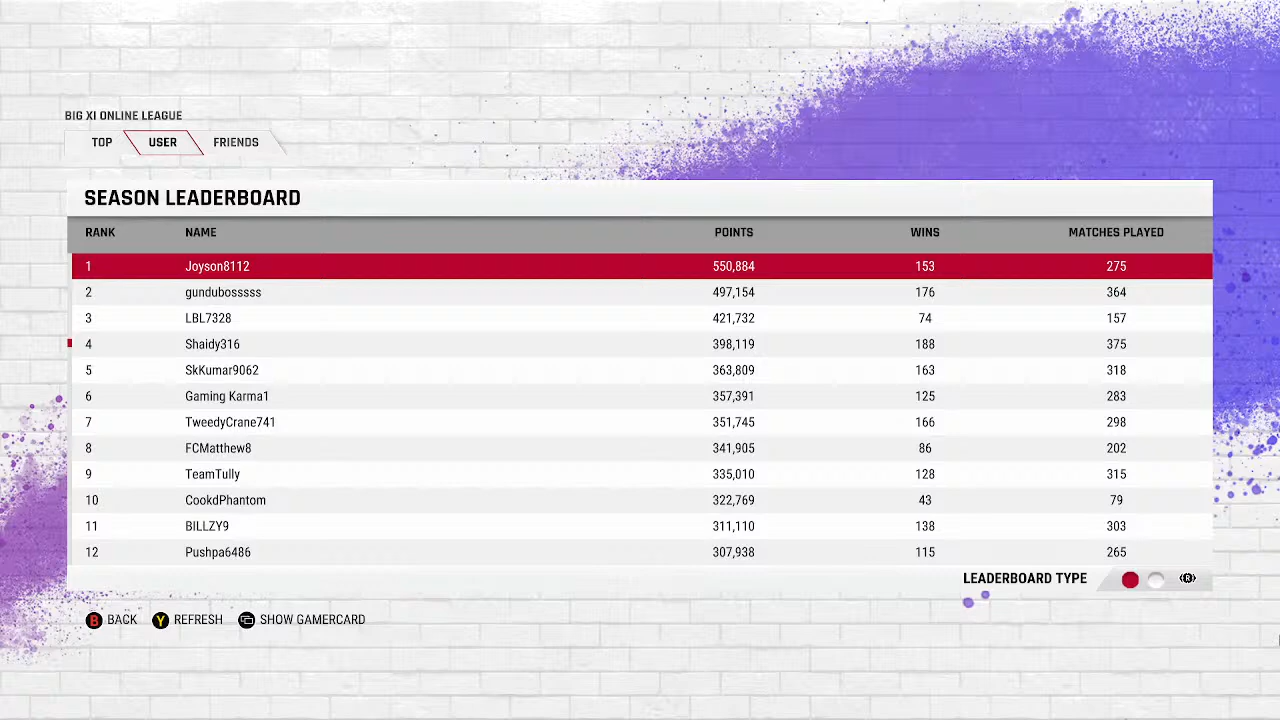 BIG XI ONLINE LEAGUE
TOP USER FRIENDS
SEASON LEADERBOARD
RANK NAME POINTS WINS MATCHES PLAYED
1 Joyson8112 550,884 153 275
2 gundubosssss 497,154 176 364
3 LBL7328 421,732 74 157
4 Shaidy316 398,119 188 375
5 SkKumar9062 363,809 163 318
6 Gaming Karma1 357,391 125 283
7 TweedyCrane741 351,745 166 298
8 FCMatthew8 341,905 86 202
9 TeamTully 335,010 128 315
10 CookdPhantom 322,769 43 79
11 BILLZY9 311,110 138 303
12 Pushpa6486 307,938 115 265
LEADERBOARD TYPE R
B BACK Y REFRESH SHOW GAMERCARD